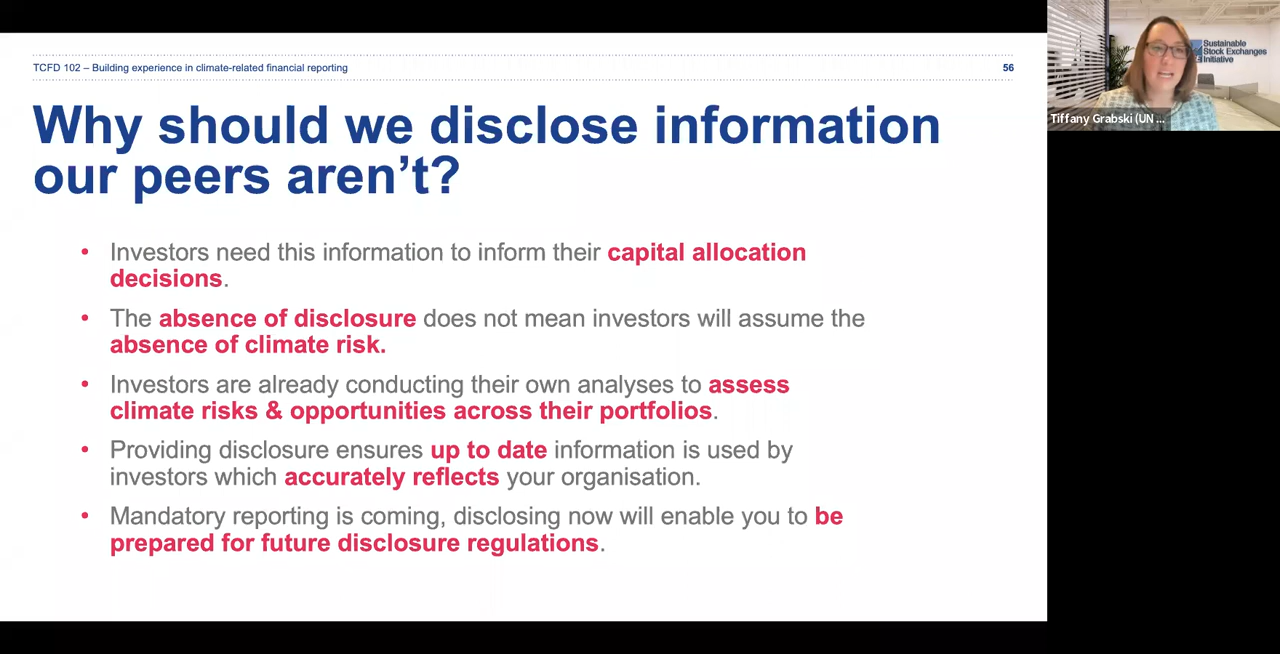 TCFD 102 – Building experience in climate-related financial reporting
56
Why should we disclose information
our peers aren’t?
• Investors need this information to inform their capital allocation
decisions.
• The absence of disclosure does not mean investors will assume the
absence of climate risk.
• Investors are already conducting their own analyses to assess
climate risks & opportunities across their portfolios.
• Providing disclosure ensures up to date information is used by
investors which accurately reflects your organisation.
• Mandatory reporting is coming, disclosing now will enable you to be
prepared for future disclosure regulations.
Sustainable
Stock Exchanges
Initiative
Tiffany Grabski (UN ...